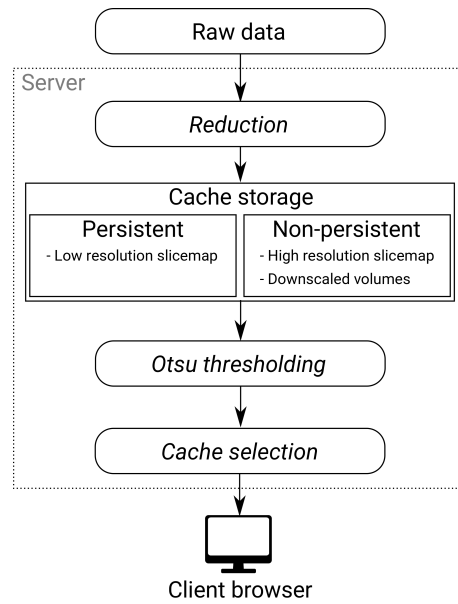 Raw data
Server
Reduction
Cache storage
Persistent
- Low resolution slicemap
Non-persistent
- High resolution slicemap
- Downscaled volumes
Otsu thresholding
Cache selection
Client browser